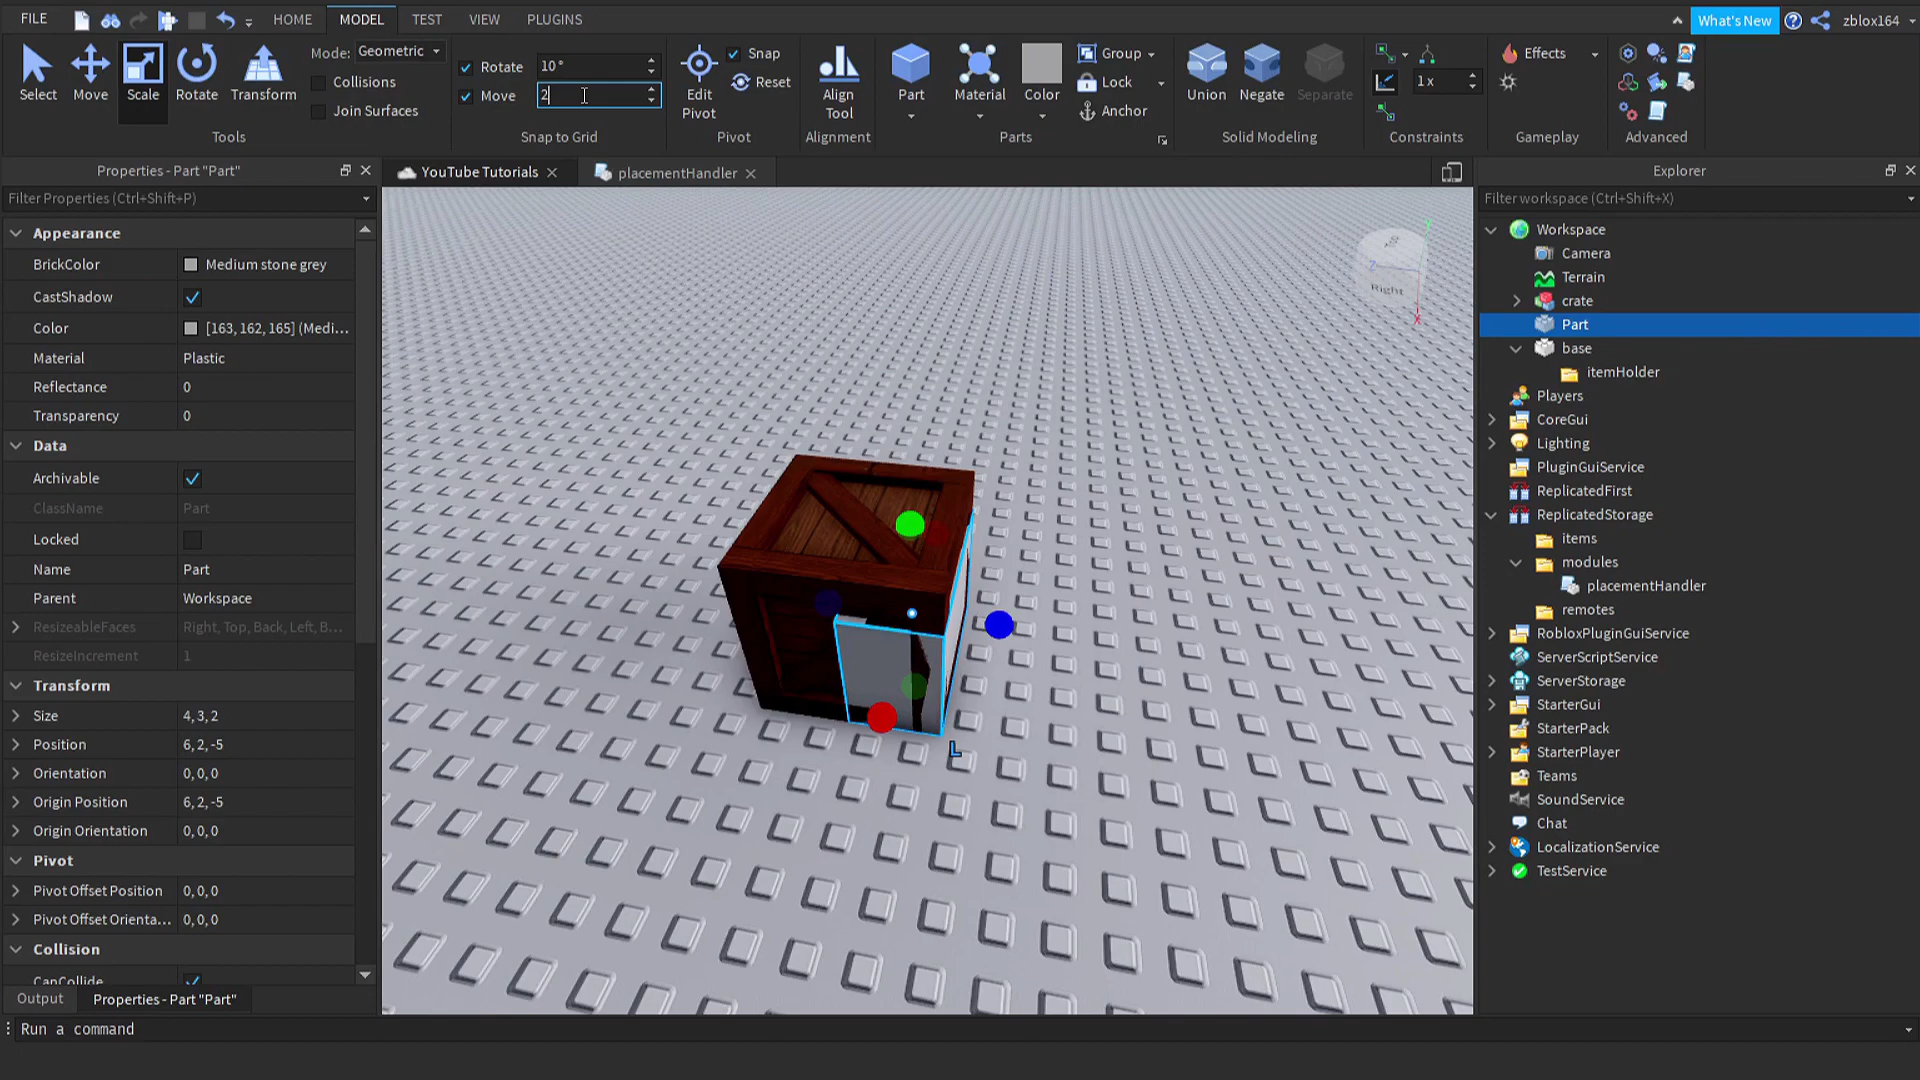 FILE HOME MODEL TEST VIEW PLUGINS What's New zblox164
Select Move Scale Rotate Transform
Mode: Geometric
Collisions
Join Surfaces
Tools
Rotate 10 °
Move 2
Snap to Grid
Edit Pivot
Snap
Reset
Pivot
Align Tool
Alignment
Part Material Color
Group
Lock
Anchor
Parts
Union Negate Separate
Solid Modeling
1 x
Constraints
Effects
Gameplay
Advanced
Properties - Part "Part"
Filter Properties (Ctrl+Shift+P)
Appearance
BrickColor Medium stone grey
CastShadow
Color [163, 162, 165] (Medi...
Material Plastic
Reflectance 0
Transparency 0
Data
Archivable
ClassName Part
Locked
Name Part
Parent Workspace
ResizeableFaces Right, Top, Back, Left, B...
ResizeIncrement 1
Transform
Size 4, 3, 2
Position 6, 2, -5
Orientation 0, 0, 0
Origin Position 6, 2, -5
Origin Orientation 0, 0, 0
Pivot
Pivot Offset Position 0, 0, 0
Pivot Offset Orienta... 0, 0, 0
Collision
CanCollide
Output Properties - Part "Part"
Run a command
YouTube Tutorials placementHandler
Y
Z
Right
X
Explorer
Filter workspace (Ctrl+Shift+X)
Workspace
Camera
Terrain
crate
Part
base
itemHolder
Players
CoreGui
Lighting
PluginGuiService
ReplicatedFirst
ReplicatedStorage
items
modules
placementHandler
remotes
RobloxPluginGuiService
ServerScriptService
ServerStorage
StarterGui
StarterPack
StarterPlayer
Teams
SoundService
Chat
LocalizationService
TestService